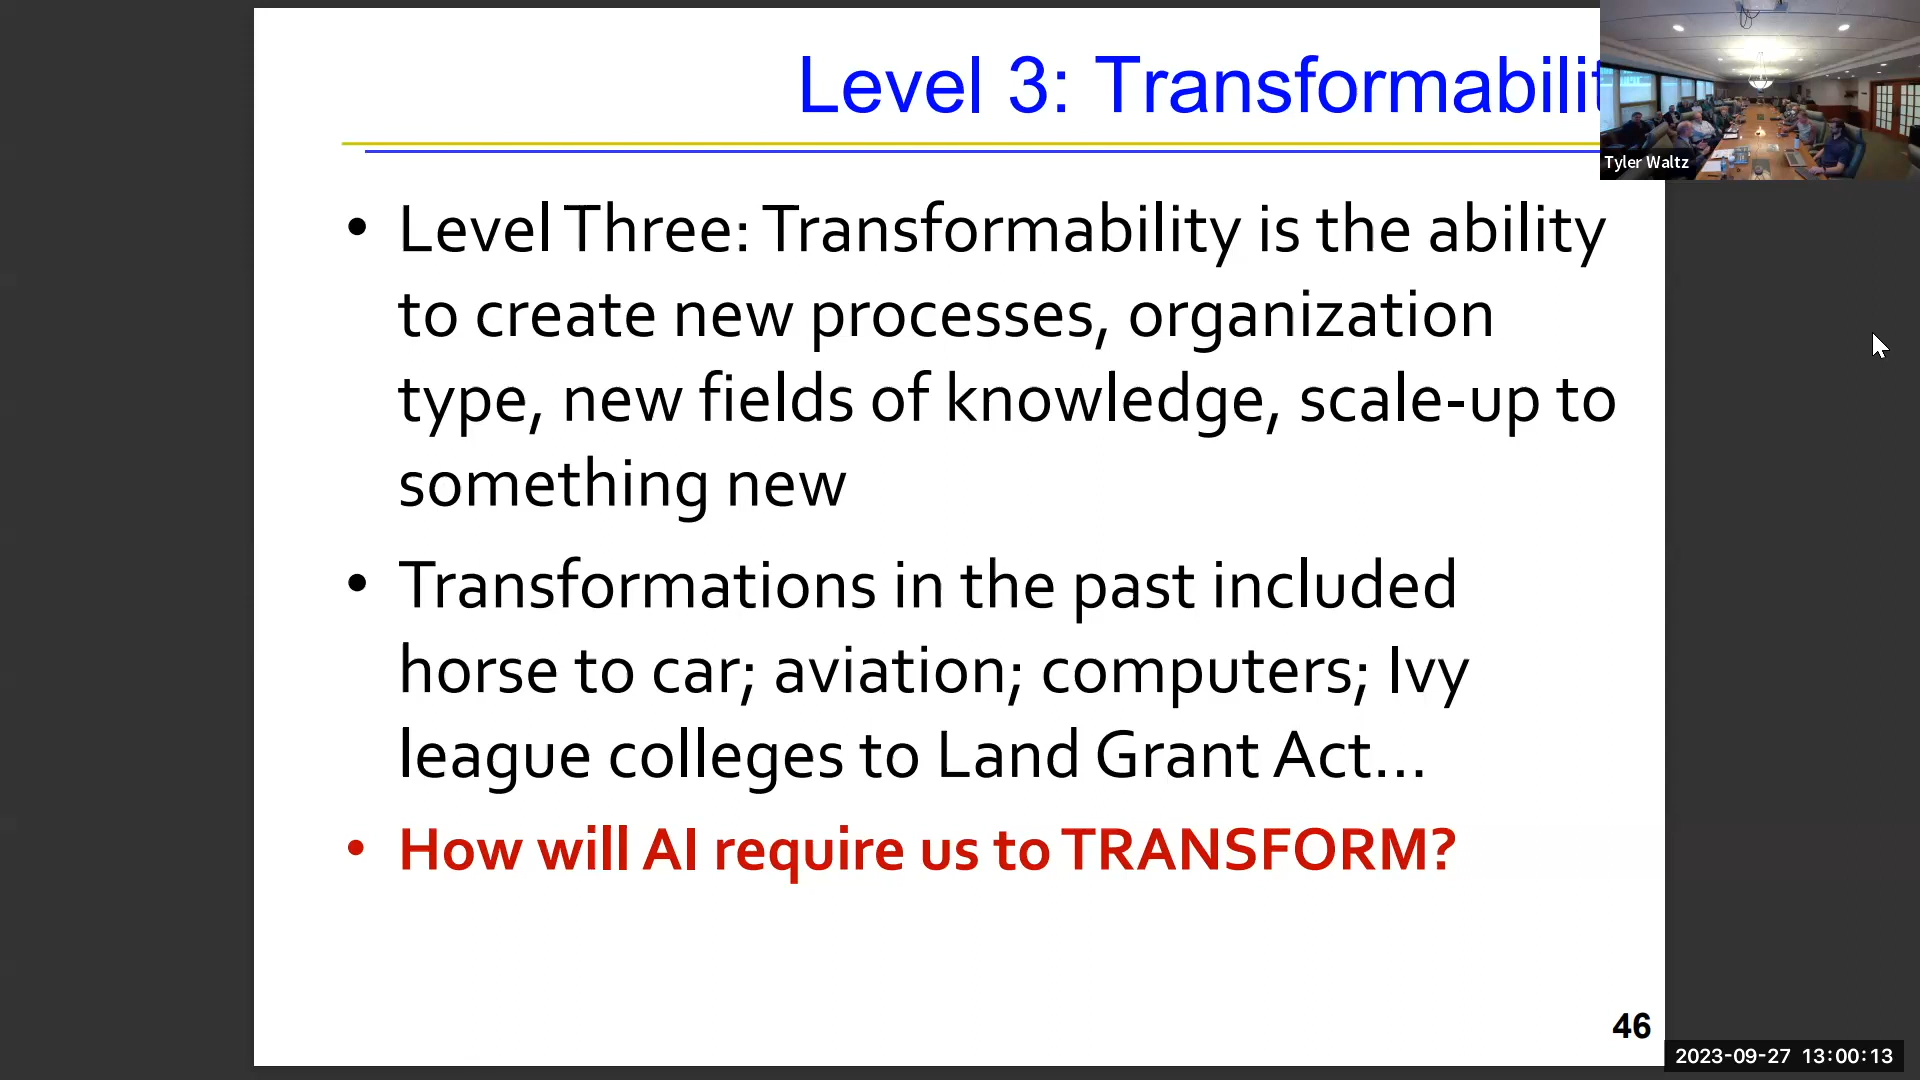 Level 3: Transformabilit
Tyler Waltz
• Level Three: Transformability is the ability
to create new processes, organization
type, new fields of knowledge, scale-up to
something new
• Transformations in the past included
horse to car; aviation; computers; Ivy
league colleges to Land Grant Act...
• How will AI require us to TRANSFORM?
46
2023-09-27 13:00:13